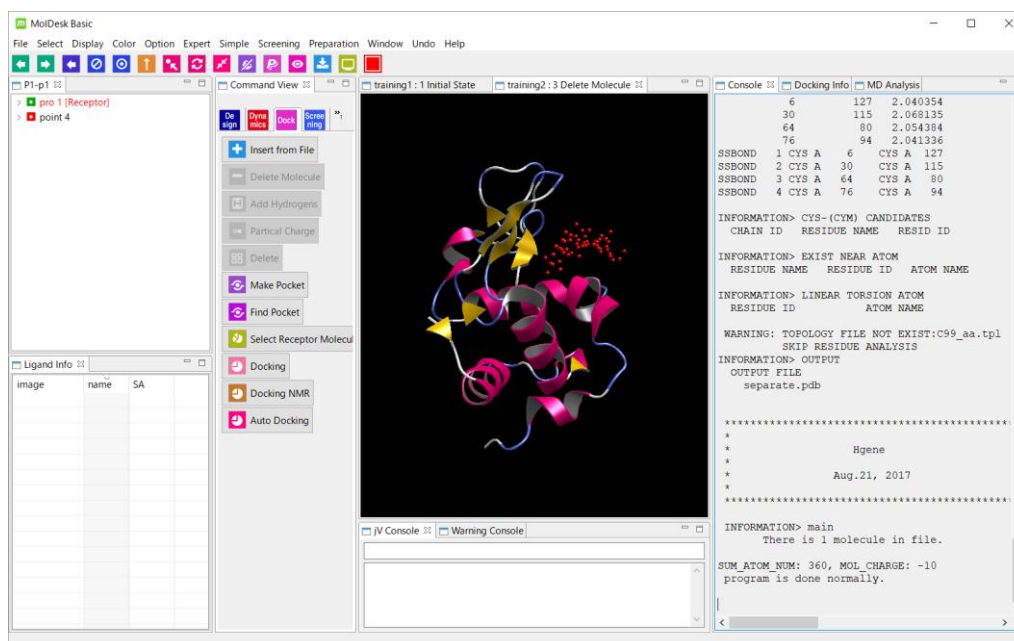 MolDesk Basic
File Select Display Color Option Expert Simple Screening Preparation Window Undo Help
P1-p1
pro 1 [Receptor]
point 4
Ligand Info
image name SA
Command View
De sign
Dyna mics
Dock
Scree ning
»1
Insert from File
Delete Molecule
Add Hydrogens
Partical Charge
Delete
Make Pocket
Find Pocket
Select Receptor Molecul
Docking
Docking NMR
Auto Docking
training1 : 1 Initial State
training2 : 3 Delete Molecule
jV Console
Warning Console
Console
Docking Info
MD Analysis
6 127 2.040354
30 115 2.068135
64 80 2.054384
76 94 2.041336
SSBOND 1 CYS A 6 CYS A 127
SSBOND 2 CYS A 30 CYS A 115
SSBOND 3 CYS A 64 CYS A 80
SSBOND 4 CYS A 76 CYS A 94
INFORMATION> CYS-(CYM) CANDIDATES
CHAIN ID RESIDUE NAME RESID ID
INFORMATION> EXIST NEAR ATOM
RESIDUE NAME RESIDUE ID ATOM NAME
INFORMATION> LINEAR TORSION ATOM
RESIDUE ID ATOM NAME
WARNING: TOPOLOGY FILE NOT EXIST:C99_aa.tpl
SKIP RESIDUE ANALYSIS
INFORMATION> OUTPUT
OUTPUT FILE
separate.pdb
********************************************
*
* Hgene
*
* Aug.21, 2017
*
********************************************
INFORMATION> main
There is 1 molecule in file.
SUM_ATOM_NUM: 360, MOL_CHARGE: -10
program is done normally.